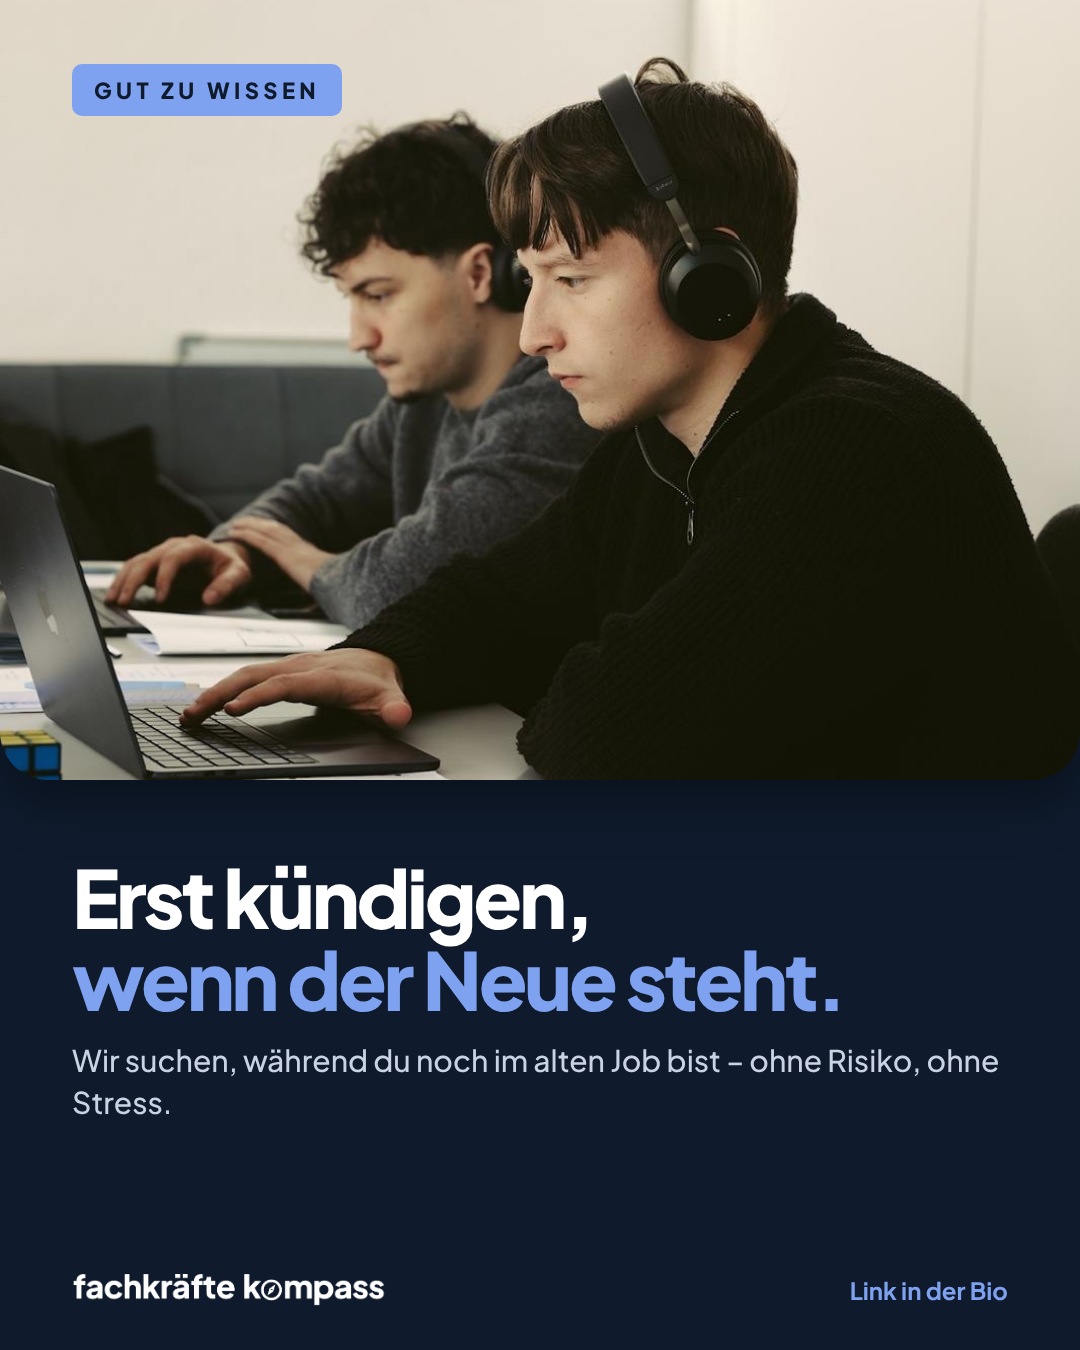 GUT ZU WISSEN
Erst kündigen,
wenn der Neue steht.
Wir suchen, während du noch im alten Job bist – ohne Risiko, ohne
Stress.
fachkräfte kompass
Link in der Bio